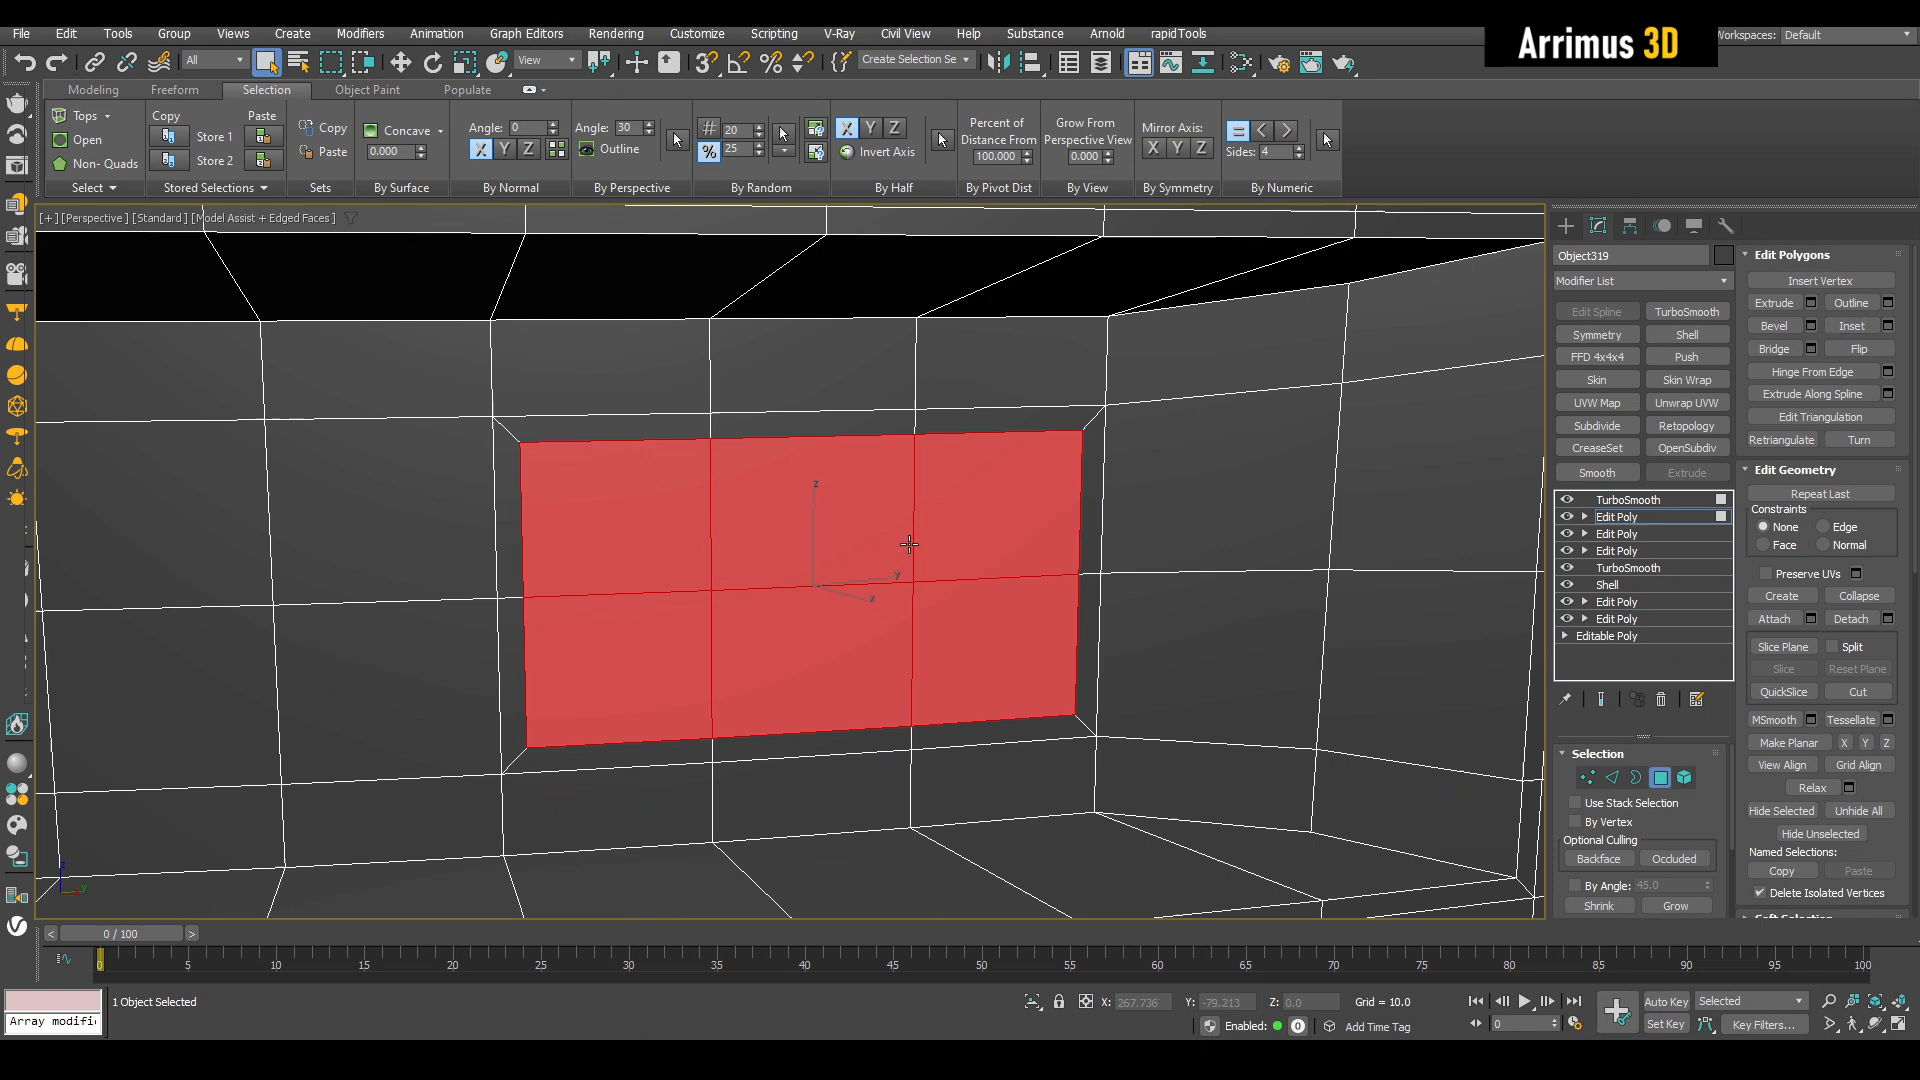 File Edit Tools Group Views Create Modifiers Animation Graph Editors Rendering Customize Scripting V-Ray Civil View Substance Arnold rapidTools
Arrimus 3D
Workspaces: Default
All View Create Selection Se
Modeling Freeform Selection Object Paint Populate
Tops Copy Paste
Open Store 1
Non- Quads Store 2
Copy
Paste
Concave
0.000
Angle: 0
X Y Z
Angle: 30
Outline
# 20
% 25
X Y Z
Invert Axis
Percent of
Distance From
100.000
Grow From
Perspective View
0.000
Mirror Axis:
X Y Z
= < >
Sides: 4
Select Stored Selections Sets By Surface By Normal By Perspective By Random By Half By Pivot Dist By View By Symmetry By Numeric
[+] [Perspective] [Standard] [Model Assist + Edged Faces]
z
y
x
z
y
Object319
Modifier List
Edit Spline TurboSmooth
Symmetry Shell
FFD 4x4x4 Push
Skin Skin Wrap
UVW Map Unwrap UVW
Subdivide Retopology
CreaseSet OpenSubdiv
Smooth Extrude
TurboSmooth
Edit Poly
Edit Poly
Edit Poly
TurboSmooth
Shell
Edit Poly
Edit Poly
Editable Poly
Selection
Use Stack Selection
By Vertex
Optional Culling
Backface Occluded
By Angle: 45.0
Shrink Grow
Edit Polygons
Insert Vertex
Extrude Outline
Bevel Inset
Bridge Flip
Hinge From Edge
Extrude Along Spline
Edit Triangulation
Retriangulate Turn
Edit Geometry
Repeat Last
Constraints
None Edge
Face Normal
Preserve UVs
Create Collapse
Attach Detach
Slice Plane Split
Slice Reset Plane
QuickSlice Cut
MSmooth Tessellate
Make Planar X Y Z
View Align Grid Align
Relax
Hide Selected Unhide All
Hide Unselected
Named Selections:
Copy Paste
Delete Isolated Vertices
< 0 / 100 >
0 5 10 15 20 25 30 35 40 45 50 55 60 65 70 75 80 85 90 95 100
1 Object Selected
X: 267.736 Y: -79.213 Z: 0.0 Grid = 10.0
Auto Key Selected
Array modifi
Enabled: 0 Add Time Tag
0
Set Key Key Filters...